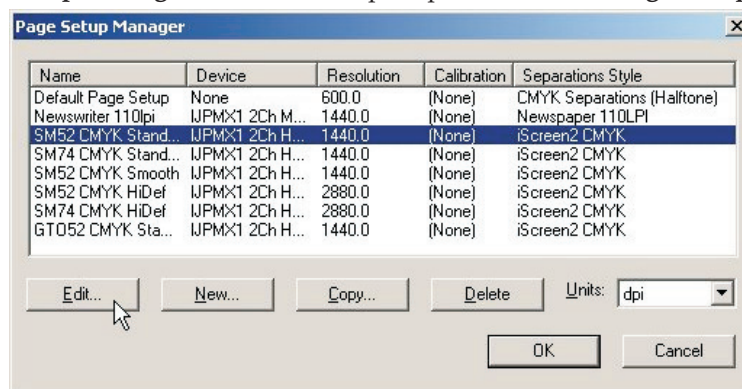 Page Setup Manager
Name Device Resolution Calibration Separations Style
Default Page Setup None 600.0 (None) CMYK Separations (Halftone)
Newswriter 110lpi IJPMX1 2Ch M... 1440.0 (None) Newspaper 110LPI
SM52 CMYK Stand... IJPMX1 2Ch H... 1440.0 (None) iScreen2 CMYK
SM74 CMYK Stand... IJPMX1 2Ch H... 1440.0 (None) iScreen2 CMYK
SM52 CMYK Smooth IJPMX1 2Ch H... 1440.0 (None) iScreen2 CMYK
SM52 CMYK HiDef IJPMX1 2Ch H... 2880.0 (None) iScreen2 CMYK
SM74 CMYK HiDef IJPMX1 2Ch H... 2880.0 (None) iScreen2 CMYK
GTO52 CMYK Sta... IJPMX1 2Ch H... 1440.0 (None) iScreen2 CMYK
Edit... New... Copy... Delete Units: dpi
OK Cancel